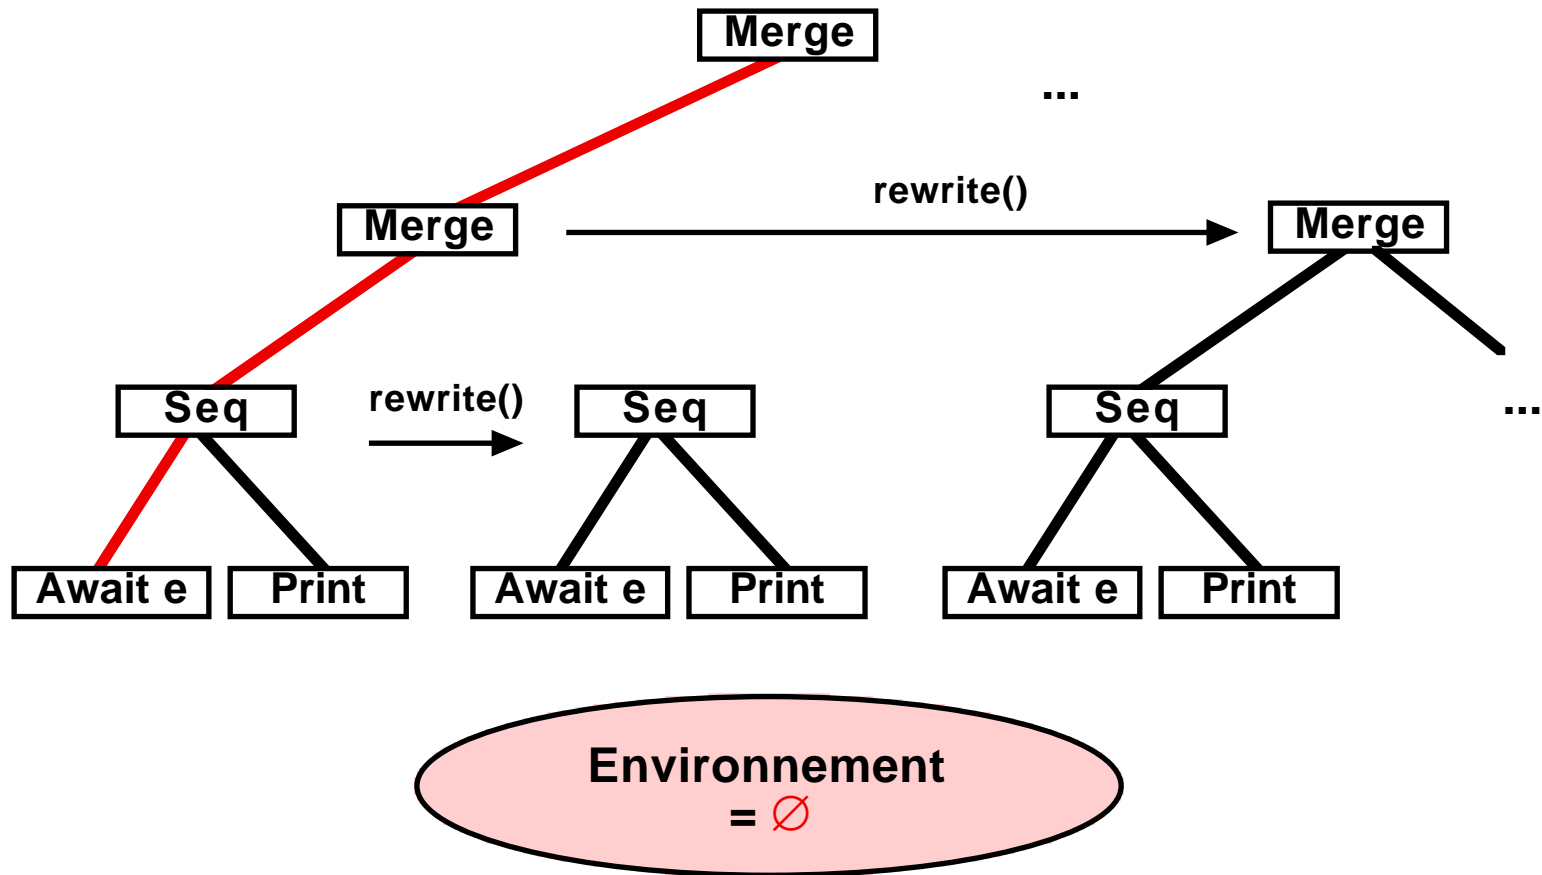 Merge
...
rewrite()
Merge
Merge
rewrite()
Seq
Seq
Seq
...
Await e
Print
Await e
Print
Await e
Print
Environnement
= ∅